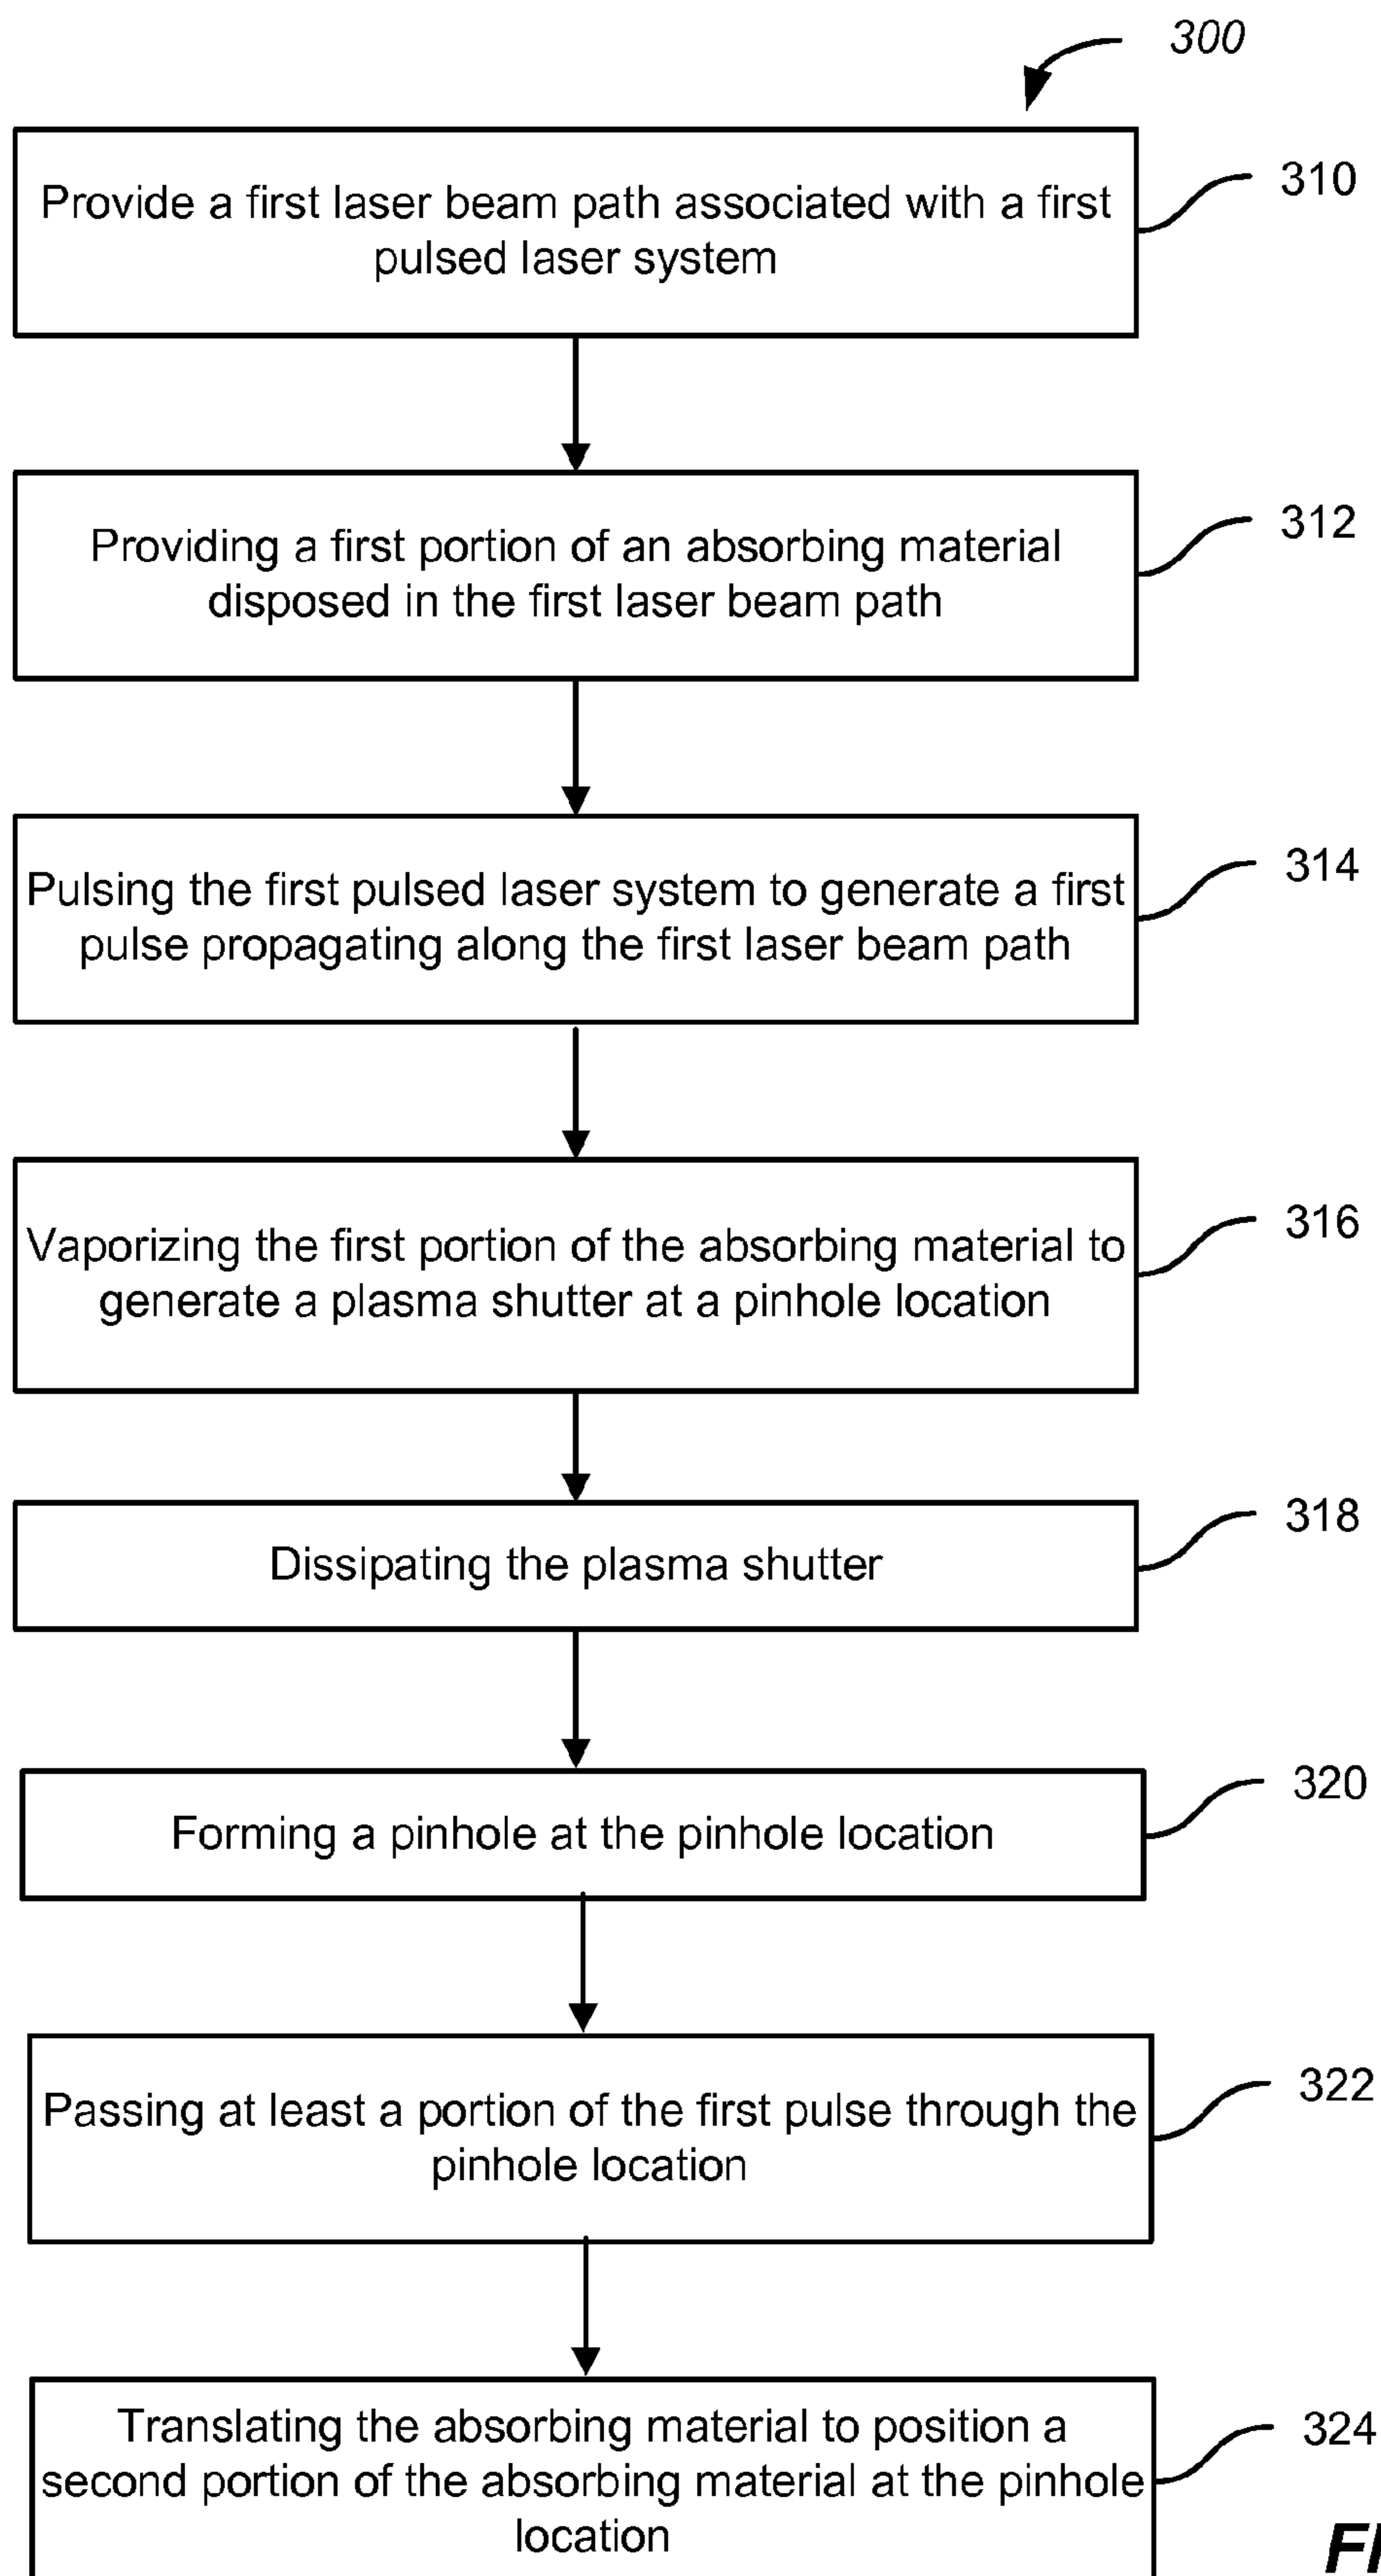 300
Provide a first laser beam path associated with a first
pulsed laser system
310
Providing a first portion of an absorbing material
disposed in the first laser beam path
312
Pulsing the first pulsed laser system to generate a first
pulse propagating along the first laser beam path
314
Vaporizing the first portion of the absorbing material to
generate a plasma shutter at a pinhole location
316
Dissipating the plasma shutter
318
Forming a pinhole at the pinhole location
320
Passing at least a portion of the first pulse through the
pinhole location
322
Translating the absorbing material to position a
second portion of the absorbing material at the pinhole
location
324